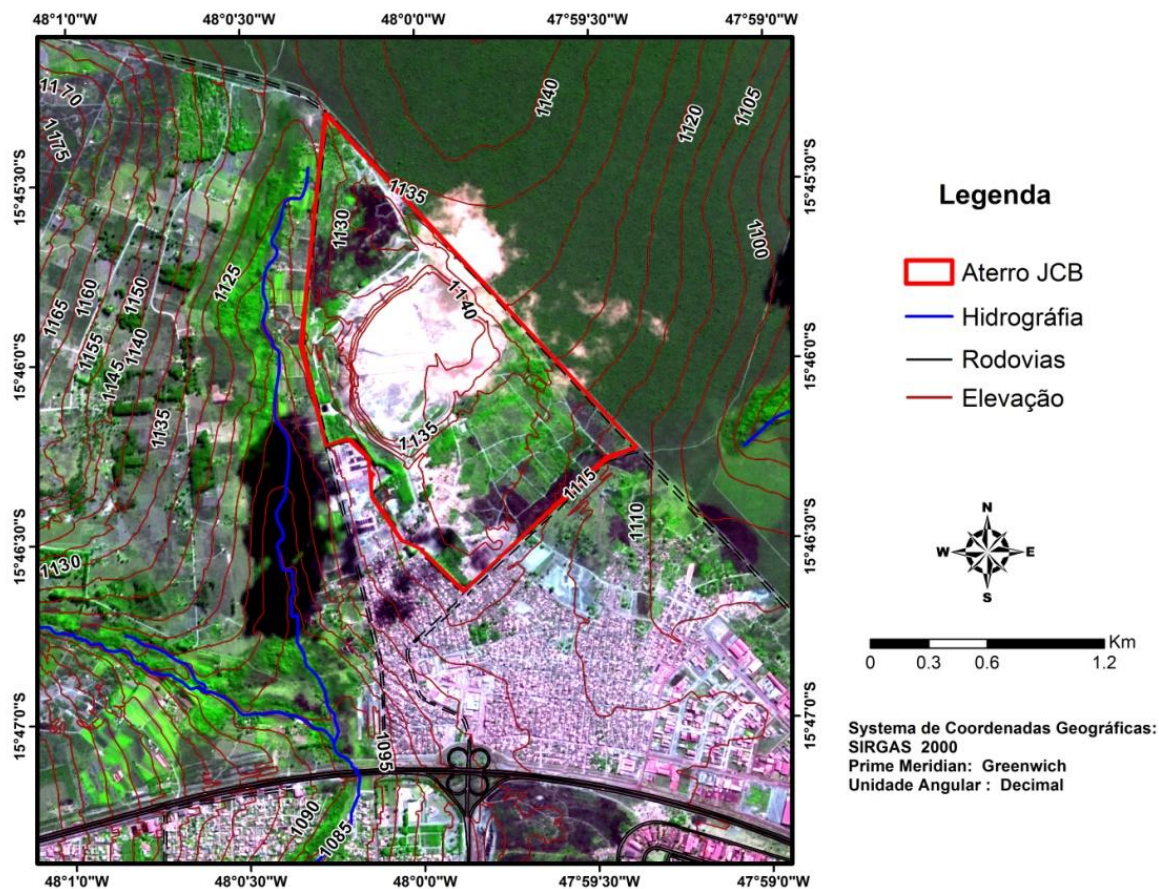 48°1'0"W 48°0'30"W 48°0'0"W 47°59'30"W 47°59'0"W
1170
1175
1140
1120
1105
15°45'30"S
15°45'30"S
1135
1130
1100
1125
1140
1165
1160
1150
1155
1140
1145
1135
15°46'0"S
15°46'0"S
1135
1115
1110
15°46'30"S
15°46'30"S
1130
15°47'0"S
15°47'0"S
1095
1090
1085
48°1'0"W 48°0'30"W 48°0'0"W 47°59'30"W 47°59'0"W
Legenda
Aterro JCB
Hidrográfia
Rodovias
Elevação
N
W E
S
Km
0 0.3 0.6 1.2
Systema de Coordenadas Geográficas:
SIRGAS 2000
Prime Meridian: Greenwich
Unidade Angular : Decimal